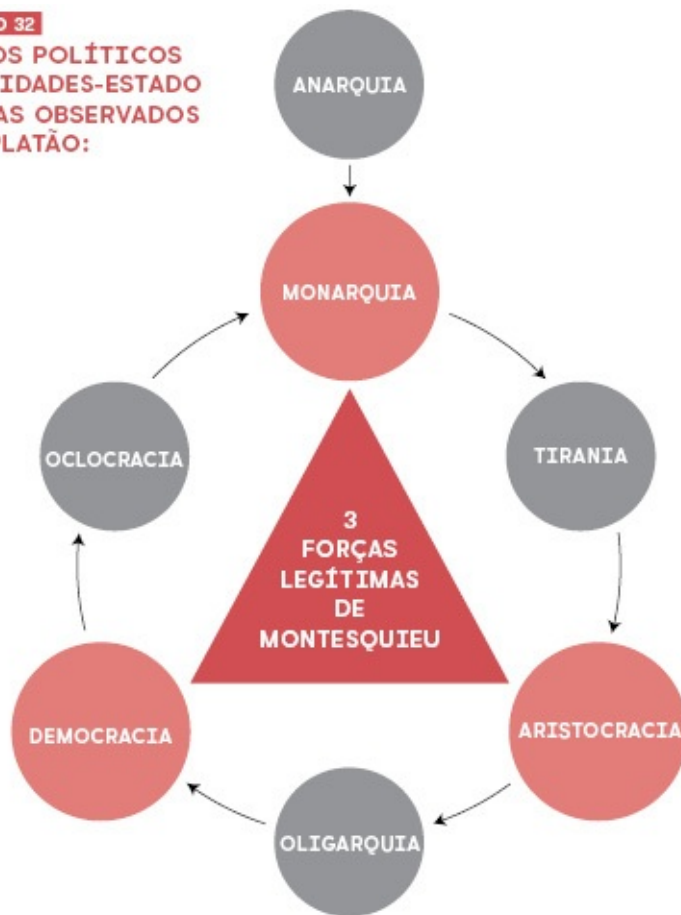 O 32
OS POLÍTICOS
IDADES-ESTADO
AS OBSERVADOS
PLATÃO:
ANARQUIA
MONARQUIA
TIRANIA
ARISTOCRACIA
OLIGARQUIA
DEMOCRACIA
OCLOCRACIA
3
FORÇAS
LEGÍTIMAS
DE
MONTESQUIEU